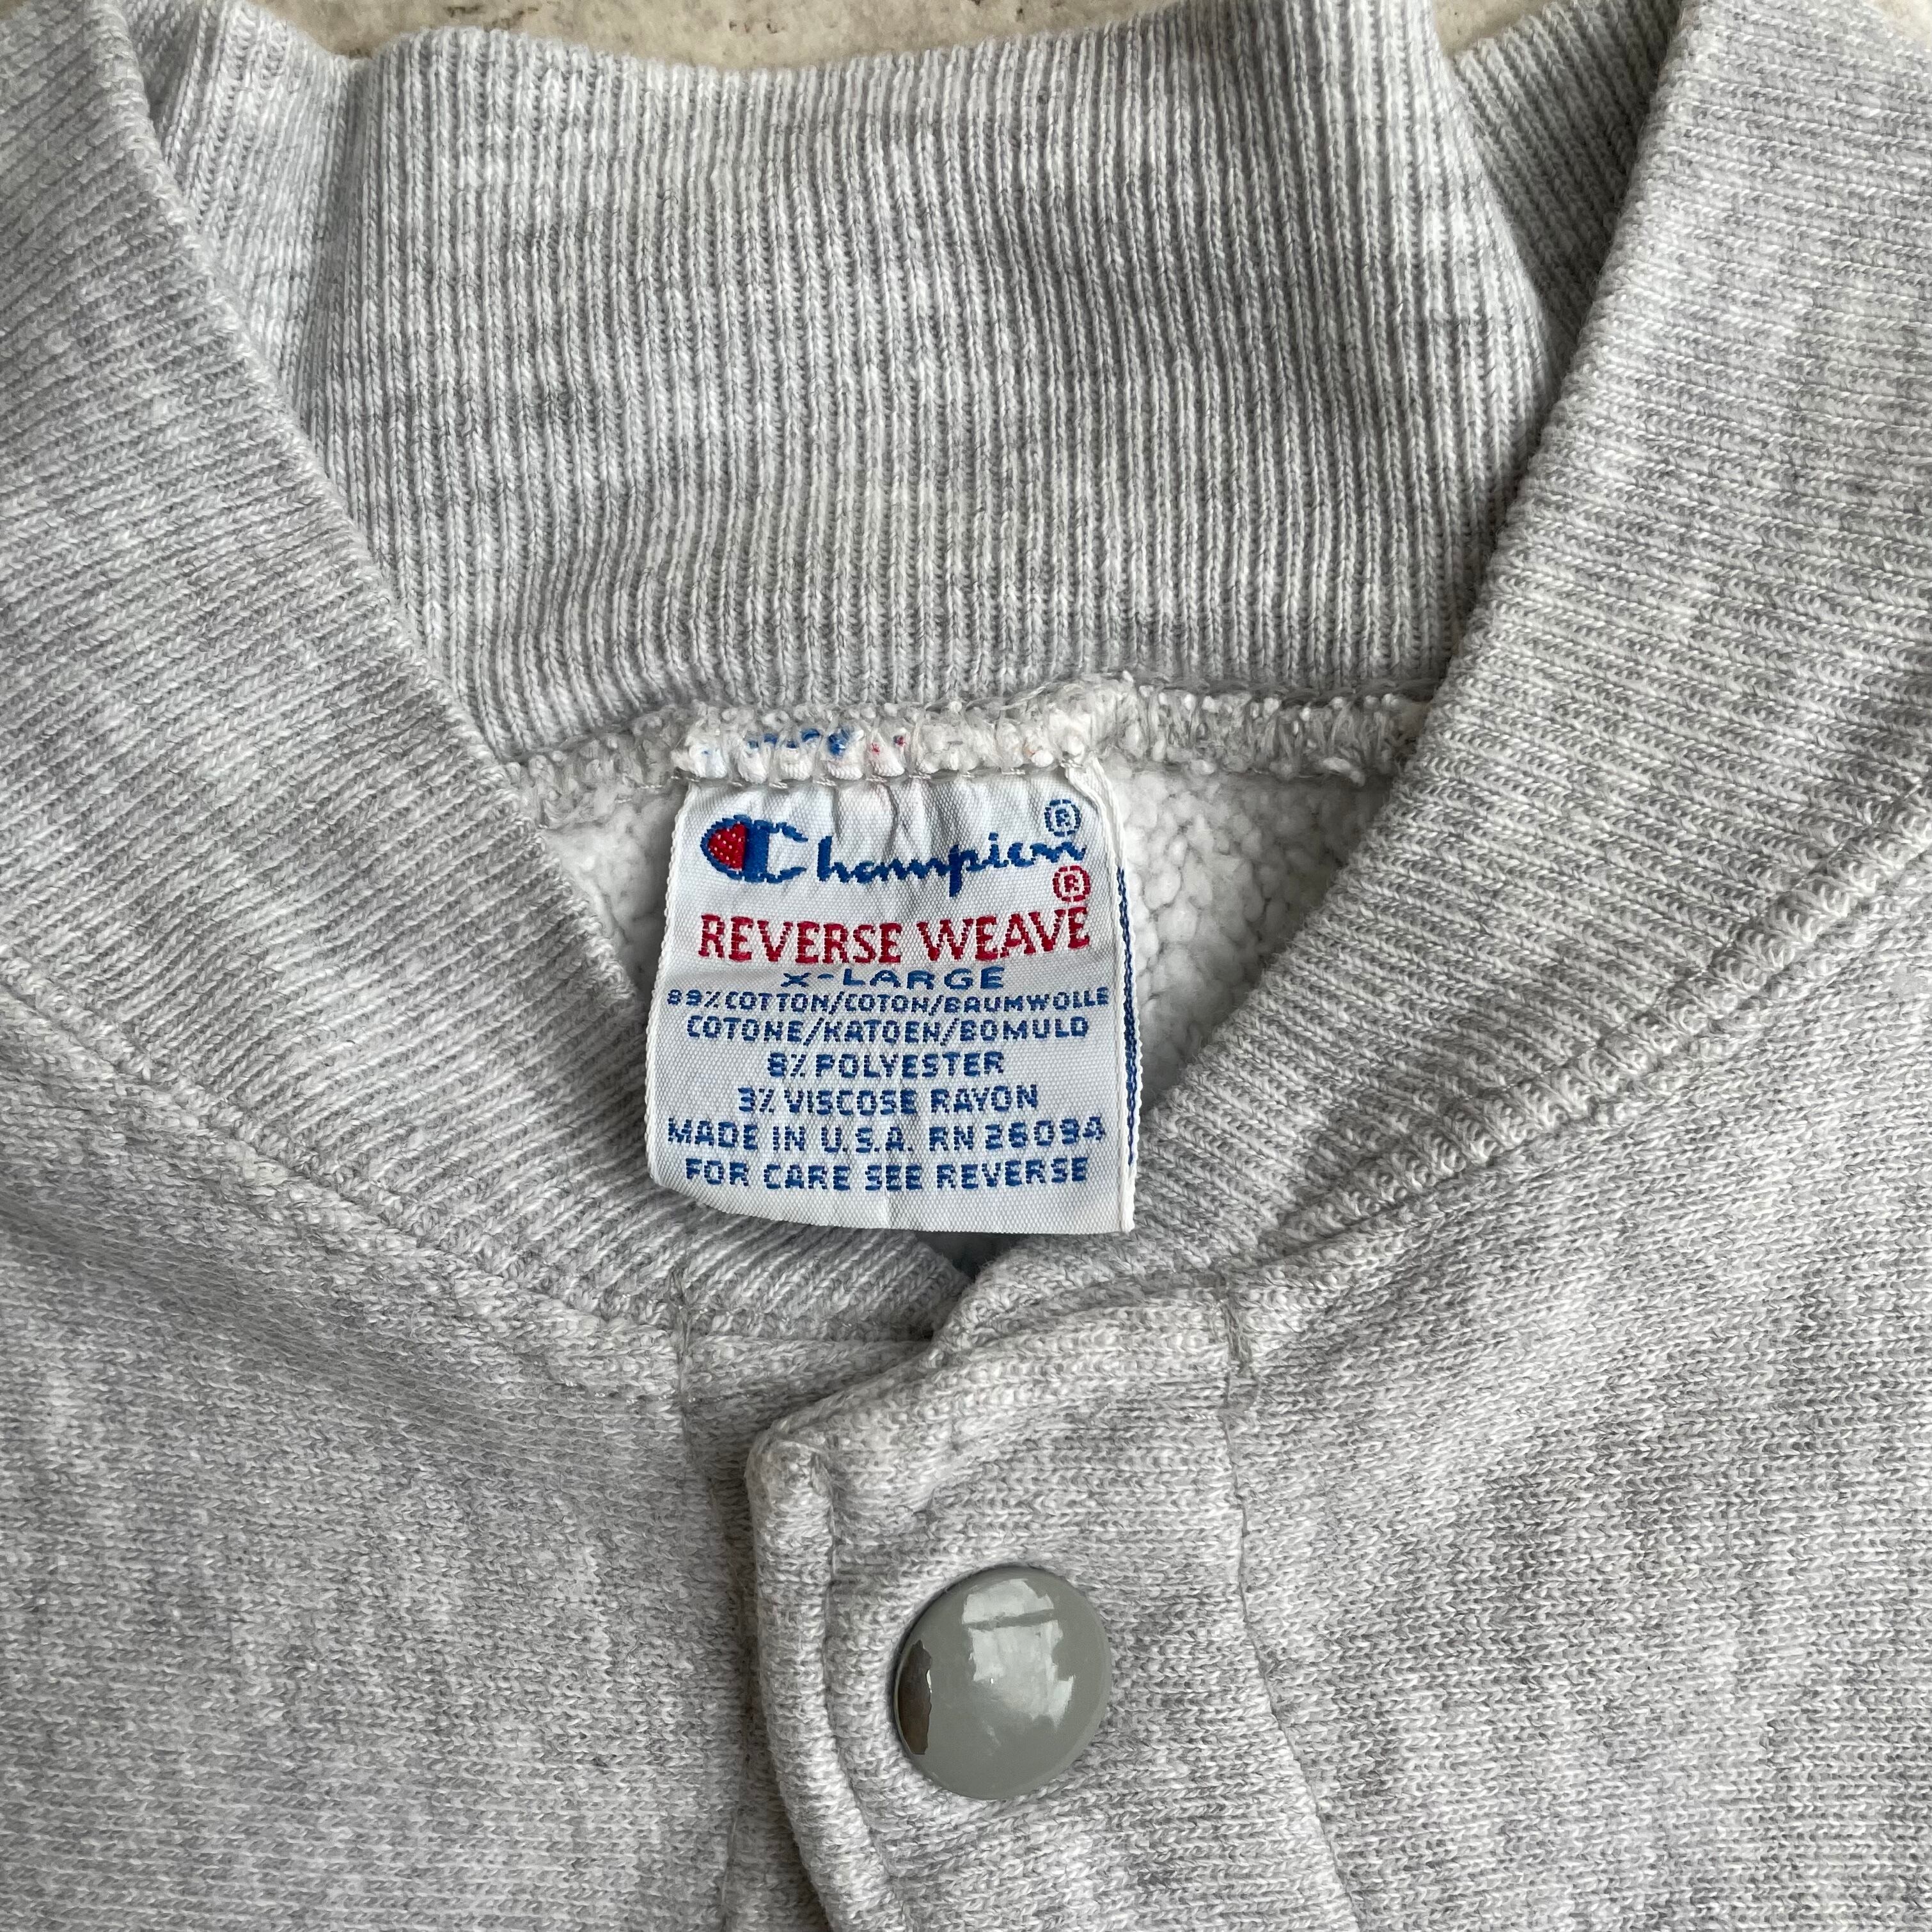 Champion®
REVERSE WEAVE®
X-LARGE
89% COTTON/COTON/BAUMWOLLE
COTONE/KATOEN/BOMULD
8% POLYESTER
3% VISCOSE RAYON
MADE IN U.S.A. RN 26094
FOR CARE SEE REVERSE